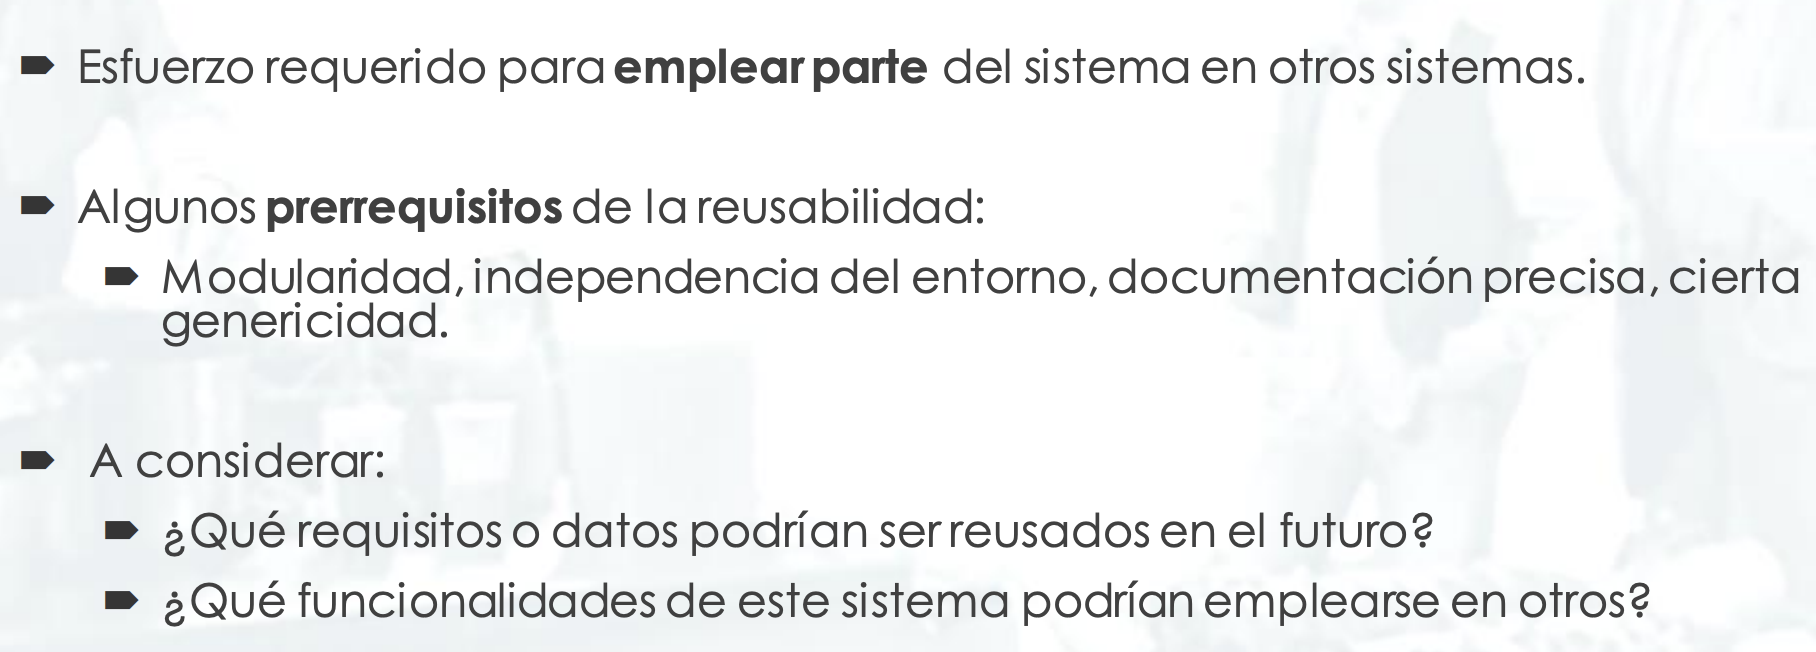 Esfuerzo requerido para emplear parte del sistema en otros sistemas.
Algunos prerrequisitos de la reusabilidad:
Modularidad, independencia del entorno, documentación precisa, cierta
genericidad.
A considerar:
¿Qué requisitos o datos podrían ser reusados en el futuro?
¿Qué funcionalidades de este sistema podrían emplearse en otros?